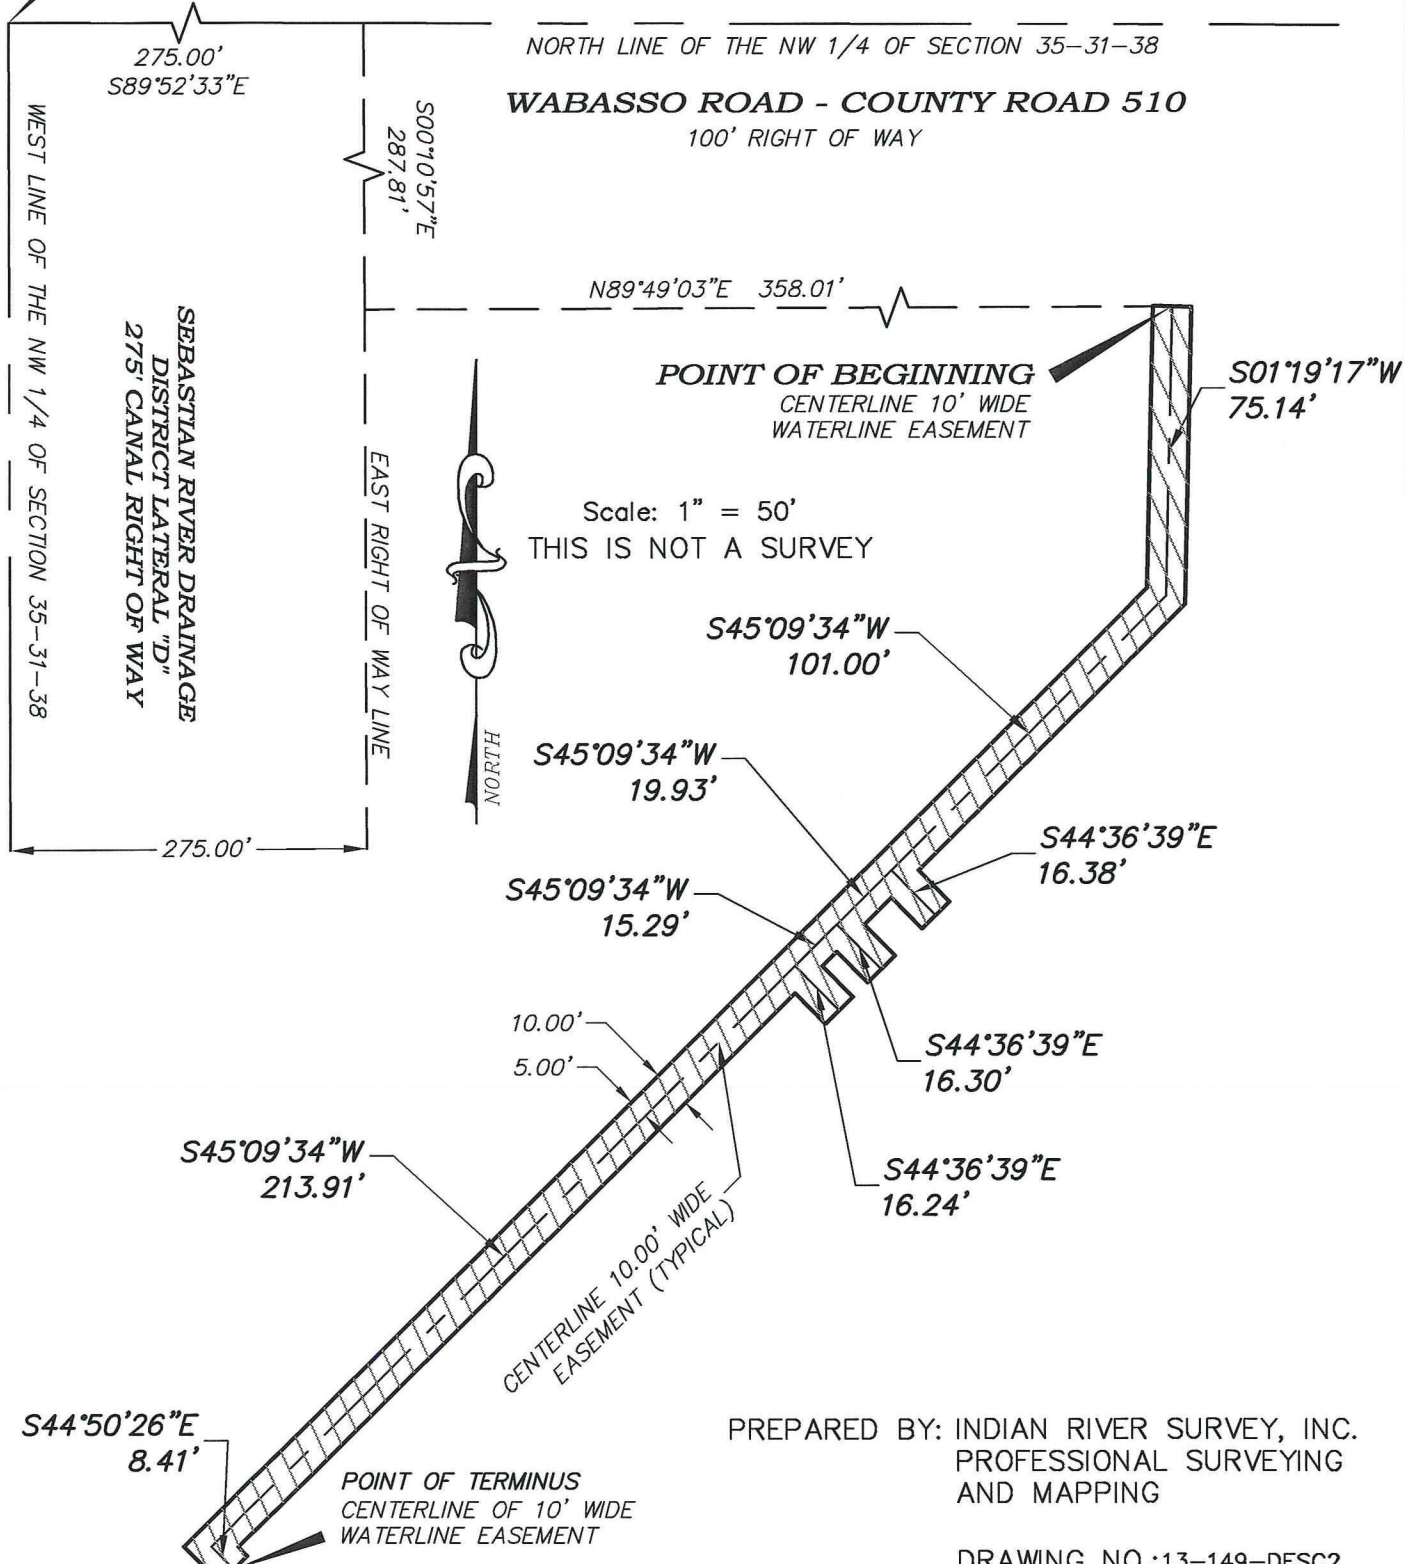 275.00'
S89°52'33"E
NORTH LINE OF THE NW 1/4 OF SECTION 35-31-38
WABASSO ROAD - COUNTY ROAD 510
100' RIGHT OF WAY
S00°10'57"E
287.81'
WEST LINE OF THE NW 1/4 OF SECTION 35-31-38
SEBASTIAN RIVER DRAINAGE
DISTRICT LATERAL "D"
275' CANAL RIGHT OF WAY
N89°49'03"E 358.01'
POINT OF BEGINNING
CENTERLINE 10' WIDE
WATERLINE EASEMENT
S01°19'17"W
75.14'
EAST RIGHT OF WAY LINE
Scale: 1" = 50'
THIS IS NOT A SURVEY
NORTH
S45°09'34"W
101.00'
S45°09'34"W
19.93'
275.00'
S44°36'39"E
16.38'
S45°09'34"W
15.29'
10.00'
5.00'
S44°36'39"E
16.30'
S45°09'34"W
213.91'
S44°36'39"E
16.24'
CENTERLINE 10.00' WIDE
EASEMENT (TYPICAL)
S44°50'26"E
8.41'
POINT OF TERMINUS
CENTERLINE OF 10' WIDE
WATERLINE EASEMENT
PREPARED BY: INDIAN RIVER SURVEY, INC.
PROFESSIONAL SURVEYING
AND MAPPING
DRAWING NO.:13-149-DESC2